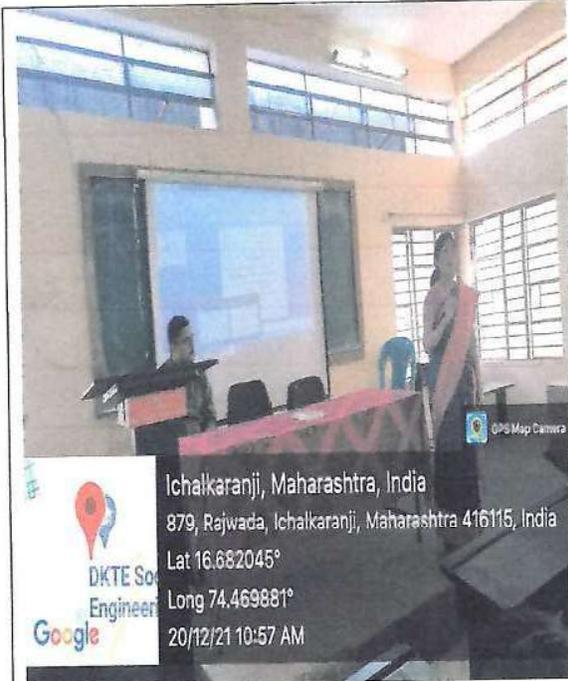 GPS Map Camera
Ichalkaranji, Maharashtra, India
879, Rajwada, Ichalkaranji, Maharashtra 416115, India
Lat 16.682045°
Long 74.469881°
20/12/21 10:57 AM
DKTE Soc
Engineeri
Google